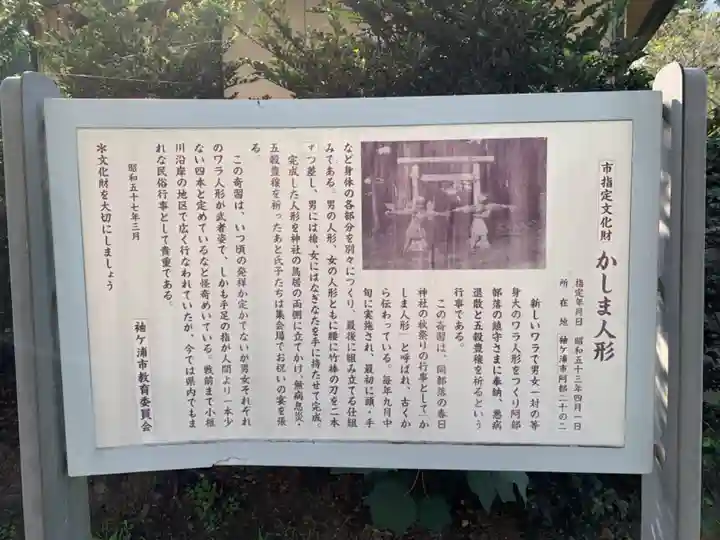 市指定文化財 かしま人形
指定年月日 昭和五十三年四月一日
所在地 袖ケ浦市阿部二十の二
新しいワラで男女一対の等
身大のワラ人形をつくり阿部
部落の鎮守さまに奉納、悪病
退散と五穀豊穣を祈るという
行事である。
この奇習は、同部落の春日
神社の秋祭りの行事として「か
しま人形」と呼ばれ、古くか
ら伝わっている。毎年九月中
旬に実施され、最初に頭・手
など身体の各部分を別々につくり、最後に組み立てる仕組
みである。男の人形、女の人形ともに腰に竹棒の刀を二本
ずつ差し、男には槍、女にはなぎなたを手に持たせて完成。
完成した人形を神社の鳥居の両側に立てかけ、無病息災・
五穀豊穣を祈ったあと氏子たちは集会場でお祝いの宴を張
る。
この奇習は、いつ頃の発祥か定かでないが男女それぞれ
のワラ人形が武者姿で、しかも手足の指が人間より一本少
ない四本と定めているなど怪奇めいている。戦前まで小櫃
川沿岸の地区で広く行なわれていたが、今では県内でもま
れな民俗行事として貴重である。
昭和五十七年三月
袖ケ浦市教育委員会
＊文化財を大切にしましょう